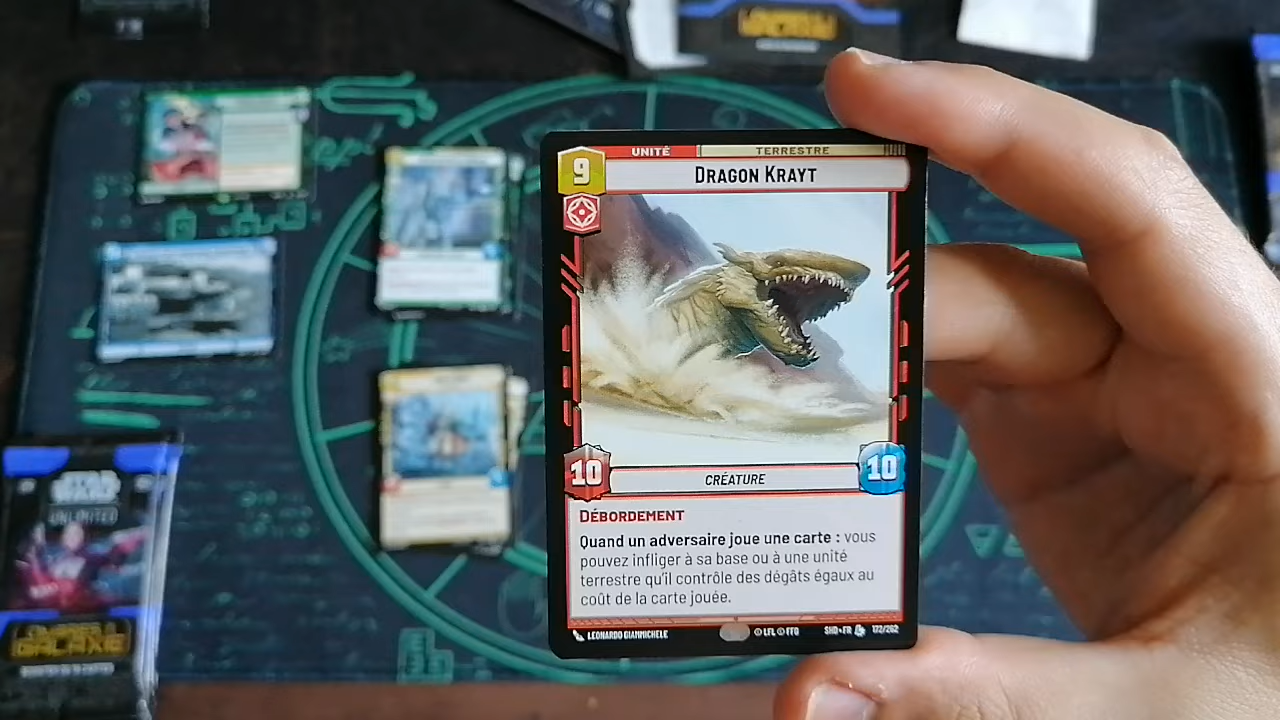 UNITÉ
TERRESTRE
9
DRAGON KRAYT
10
CRÉATURE
10
DÉBORDEMENT
Quand un adversaire joue une carte : vous
pouvez infliger à sa base ou à une unité
terrestre qu'il contrôle des dégâts égaux au
coût de la carte jouée.
LEONARDO GIAMMICHELE
© LFL © FFG
SHD • FR
172/262
STAR WARS
UNLIMITED
GALAXIE